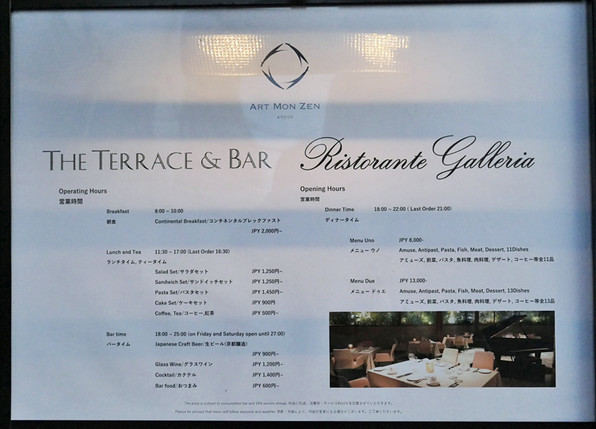 ART MON ZEN
KYOTO
THE TERRACE & BAR
Operating Hours
営業時間
Breakfast 8:00 – 10:00
朝食 Continental Breakfast/コンチネンタルブレックファスト
JPY 2,000円~
Lunch and Tea 11:30 – 17:00 (Last Order 16:30)
ランチタイム, ティータイム
Salad Set/サラダセット JPY 1,250円~
Sandwich Set/サンドイッチセット JPY 1,250円~
Pasta Set/パスタセット JPY 1,450円~
Cake Set/ケーキセット JPY 900円
Coffee, Tea/コーヒー,紅茶 JPY 500円~
Bar time 18:00 – 25:00 (on Friday and Saturday open until 27:00)
バータイム Japanese Craft Beer/生ビール(京都醸造)
JPY 900円~
Glass Wine/グラスワイン JPY 1,200円~
Cocktail/カクテル JPY 1,400円~
Bar food/おつまみ JPY 600円~
Ristorante Galleria
Opening Hours
営業時間
Dinner Time 18:00 – 22:00 ( Last Order 21:00)
ディナータイム
Menu Uno JPY 8,000-
メニュー ウノ Amuse, Antipast, Pasta, Fish, Meat, Dessert, 11Dishes
アミューズ, 前菜, パスタ, 魚料理, 肉料理, デザート, コーヒー等全11品
Menu Due JPY 13,000-
メニュー ドゥエ Amuse, Antipast, Pasta, Fish, Meat, Dessert, 13Dishes
アミューズ, 前菜, パスタ, 魚料理, 肉料理, デザート, コーヒー等全13品